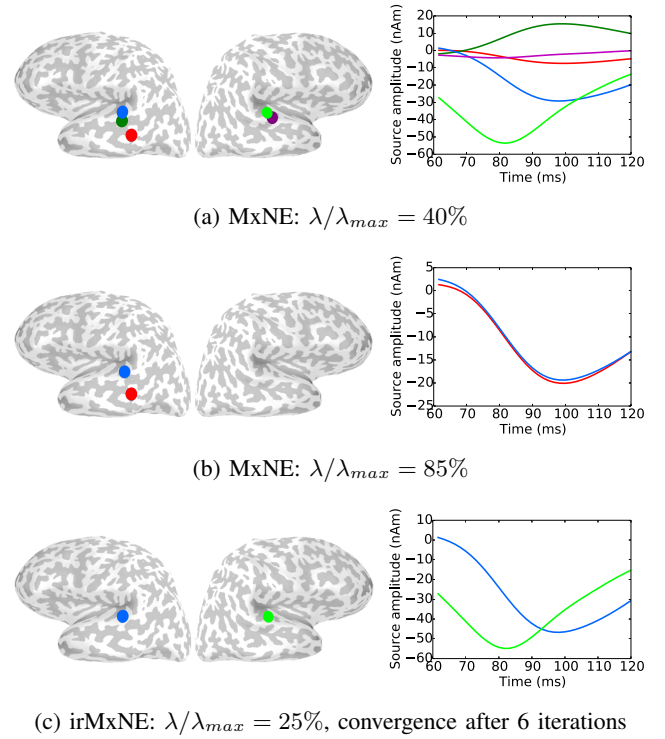 Source amplitude (nAm)
20
10
0
−10
−20
−30
−40
−50
−60
60 70 80 90 100 110 120
Time (ms)
(a) MxNE: λ/λmax = 40%
Source amplitude (nAm)
5
0
−5
−10
−15
−20
−25
60 70 80 90 100 110 120
Time (ms)
(b) MxNE: λ/λmax = 85%
Source amplitude (nAm)
10
0
−10
−20
−30
−40
−50
−60
60 70 80 90 100 110 120
Time (ms)
(c) irMxNE: λ/λmax = 25%, convergence after 6 iterations